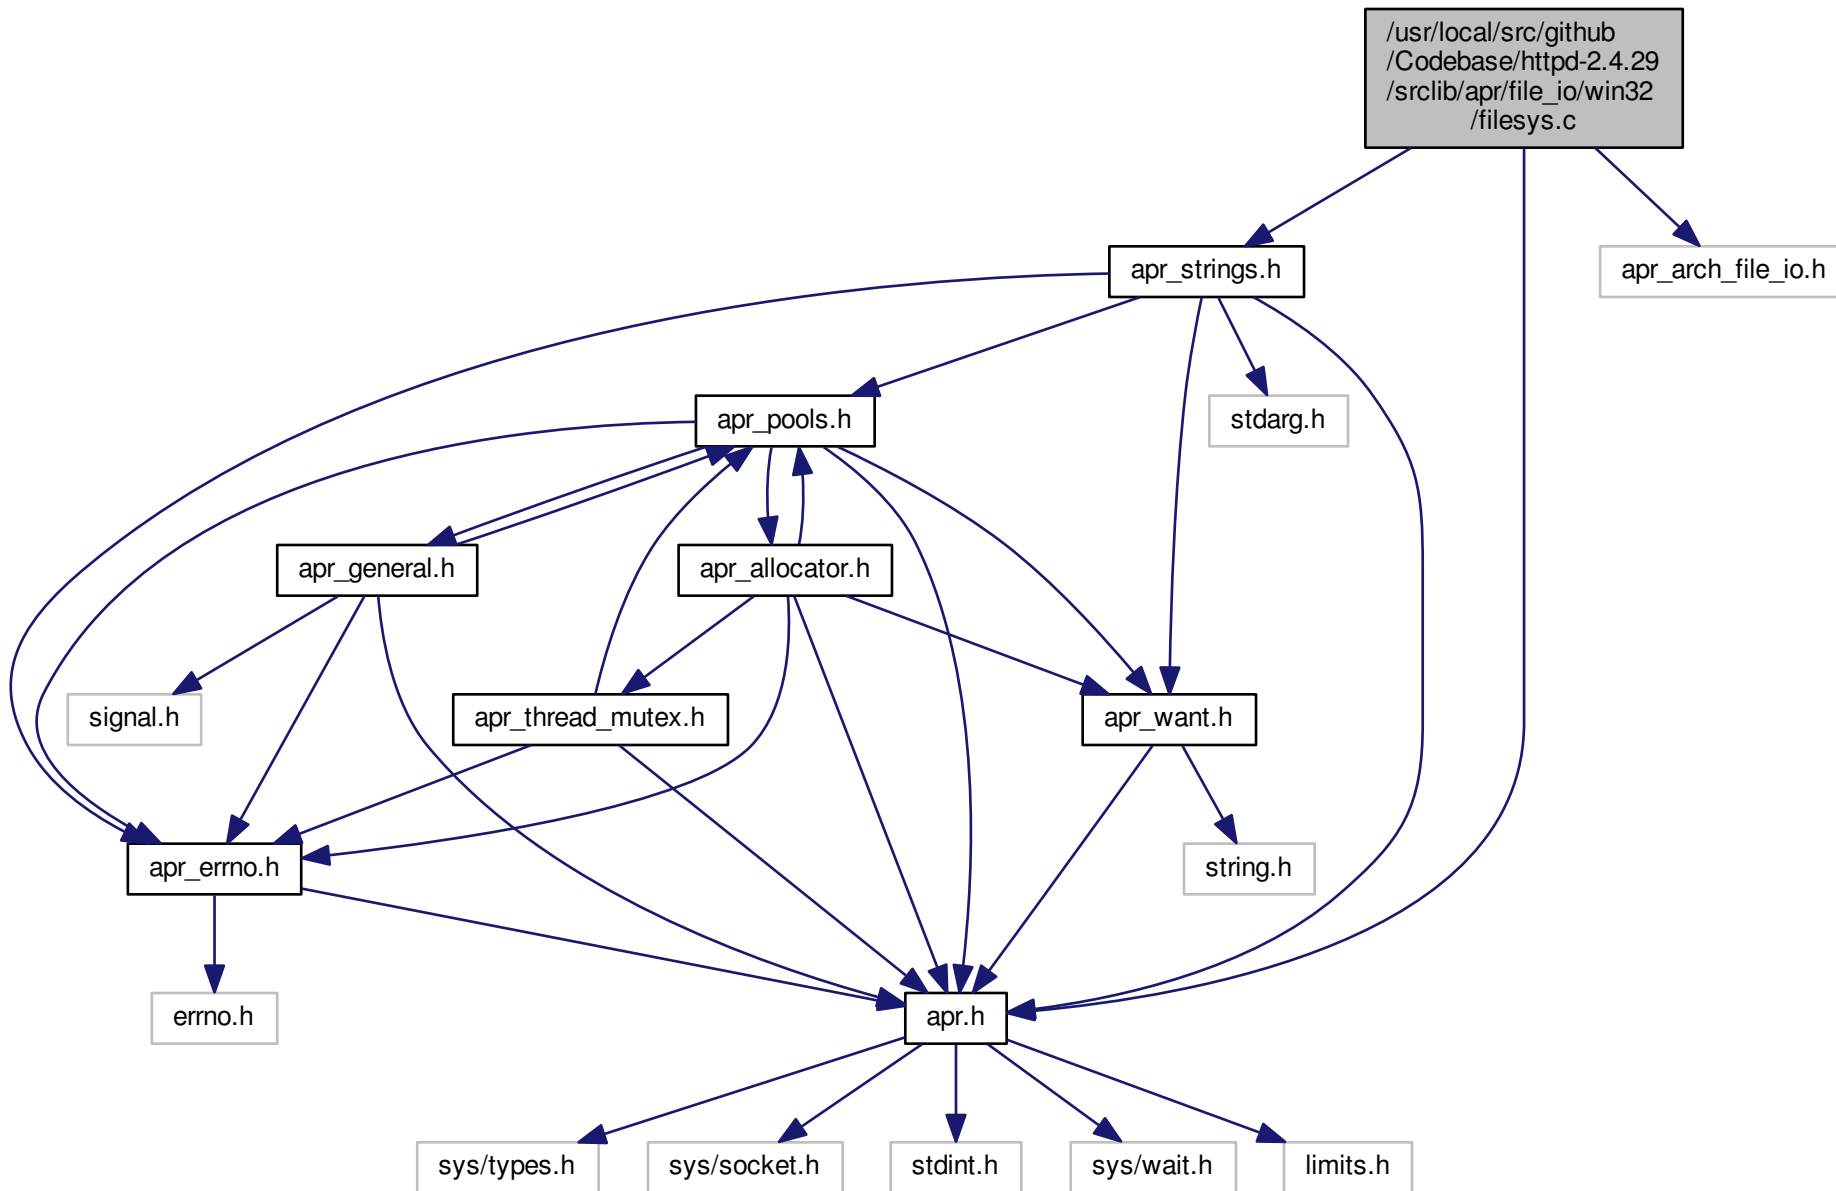 /usr/local/src/github
/Codebase/httpd-2.4.29
/srclib/apr/file_io/win32
/filesys.c
apr_strings.h
apr_arch_file_io.h
apr_pools.h
stdarg.h
apr_general.h
apr_allocator.h
signal.h
apr_thread_mutex.h
apr_want.h
apr_errno.h
string.h
errno.h
apr.h
sys/types.h
sys/socket.h
stdint.h
sys/wait.h
limits.h